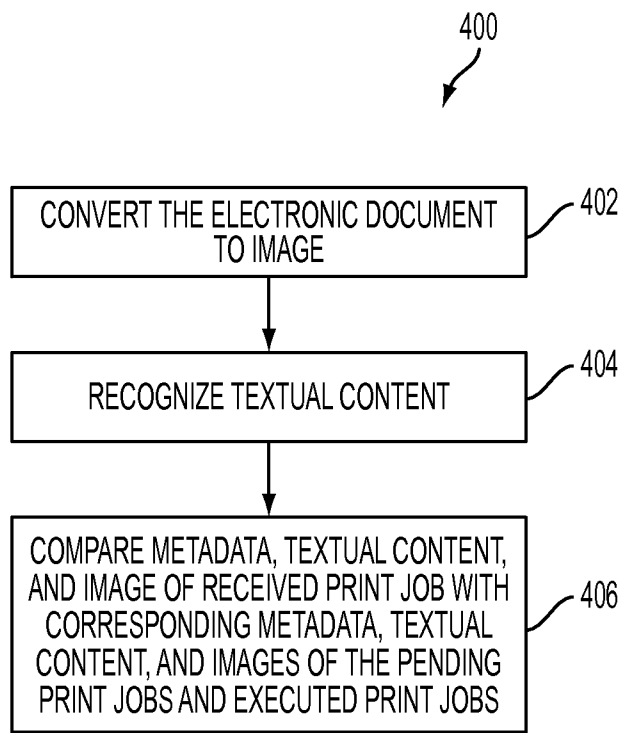 400
CONVERT THE ELECTRONIC DOCUMENT
TO IMAGE
402
RECOGNIZE TEXTUAL CONTENT
404
COMPARE METADATA, TEXTUAL CONTENT,
AND IMAGE OF RECEIVED PRINT JOB WITH
CORRESPONDING METADATA, TEXTUAL
CONTENT, AND IMAGES OF THE PENDING
PRINT JOBS AND EXECUTED PRINT JOBS
406